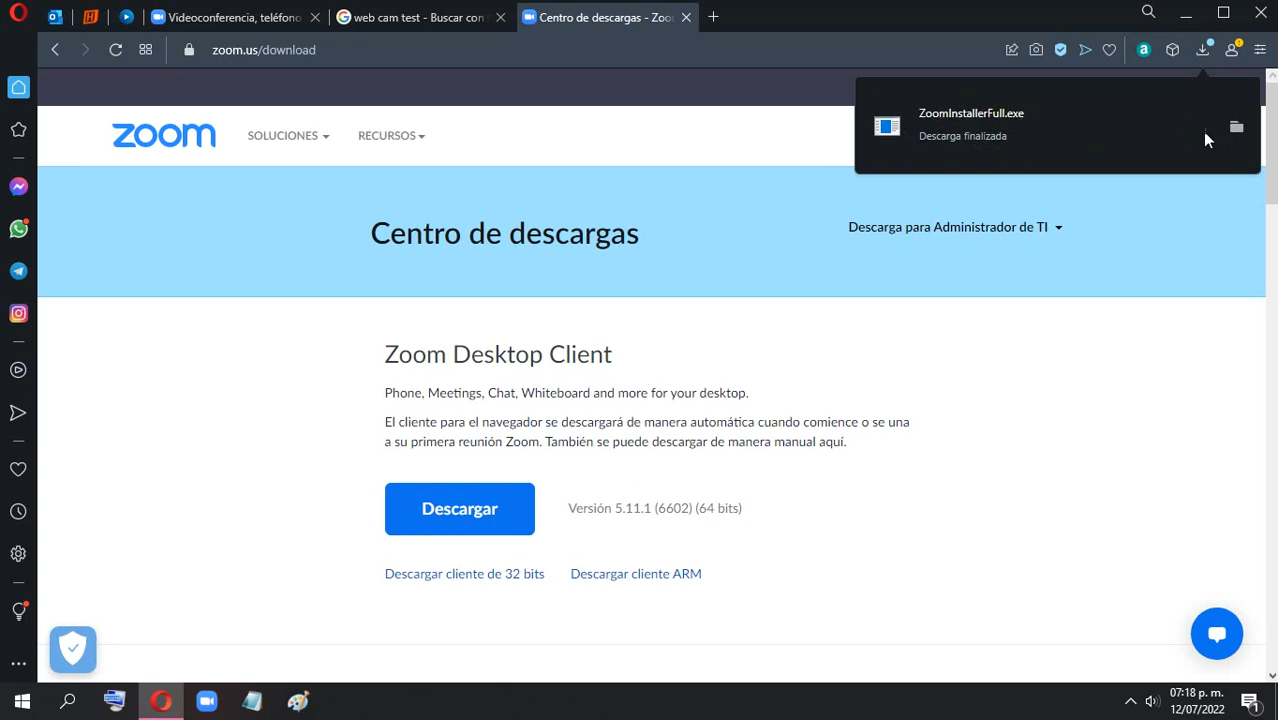 Videoconferencia, teléfono
web cam test - Buscar con
Centro de descargas - Zoo
zoom.us/download
ZoomInstallerFull.exe
Descarga finalizada
zoom
SOLUCIONES
RECURSOS
Centro de descargas
Descarga para Administrador de TI
Zoom Desktop Client
Phone, Meetings, Chat, Whiteboard and more for your desktop.
El cliente para el navegador se descargará de manera automática cuando comience o se una
a su primera reunión Zoom. También se puede descargar de manera manual aquí.
Descargar
Versión 5.11.1 (6602) (64 bits)
Descargar cliente de 32 bits
Descargar cliente ARM
07:18 p. m.
12/07/2022
1